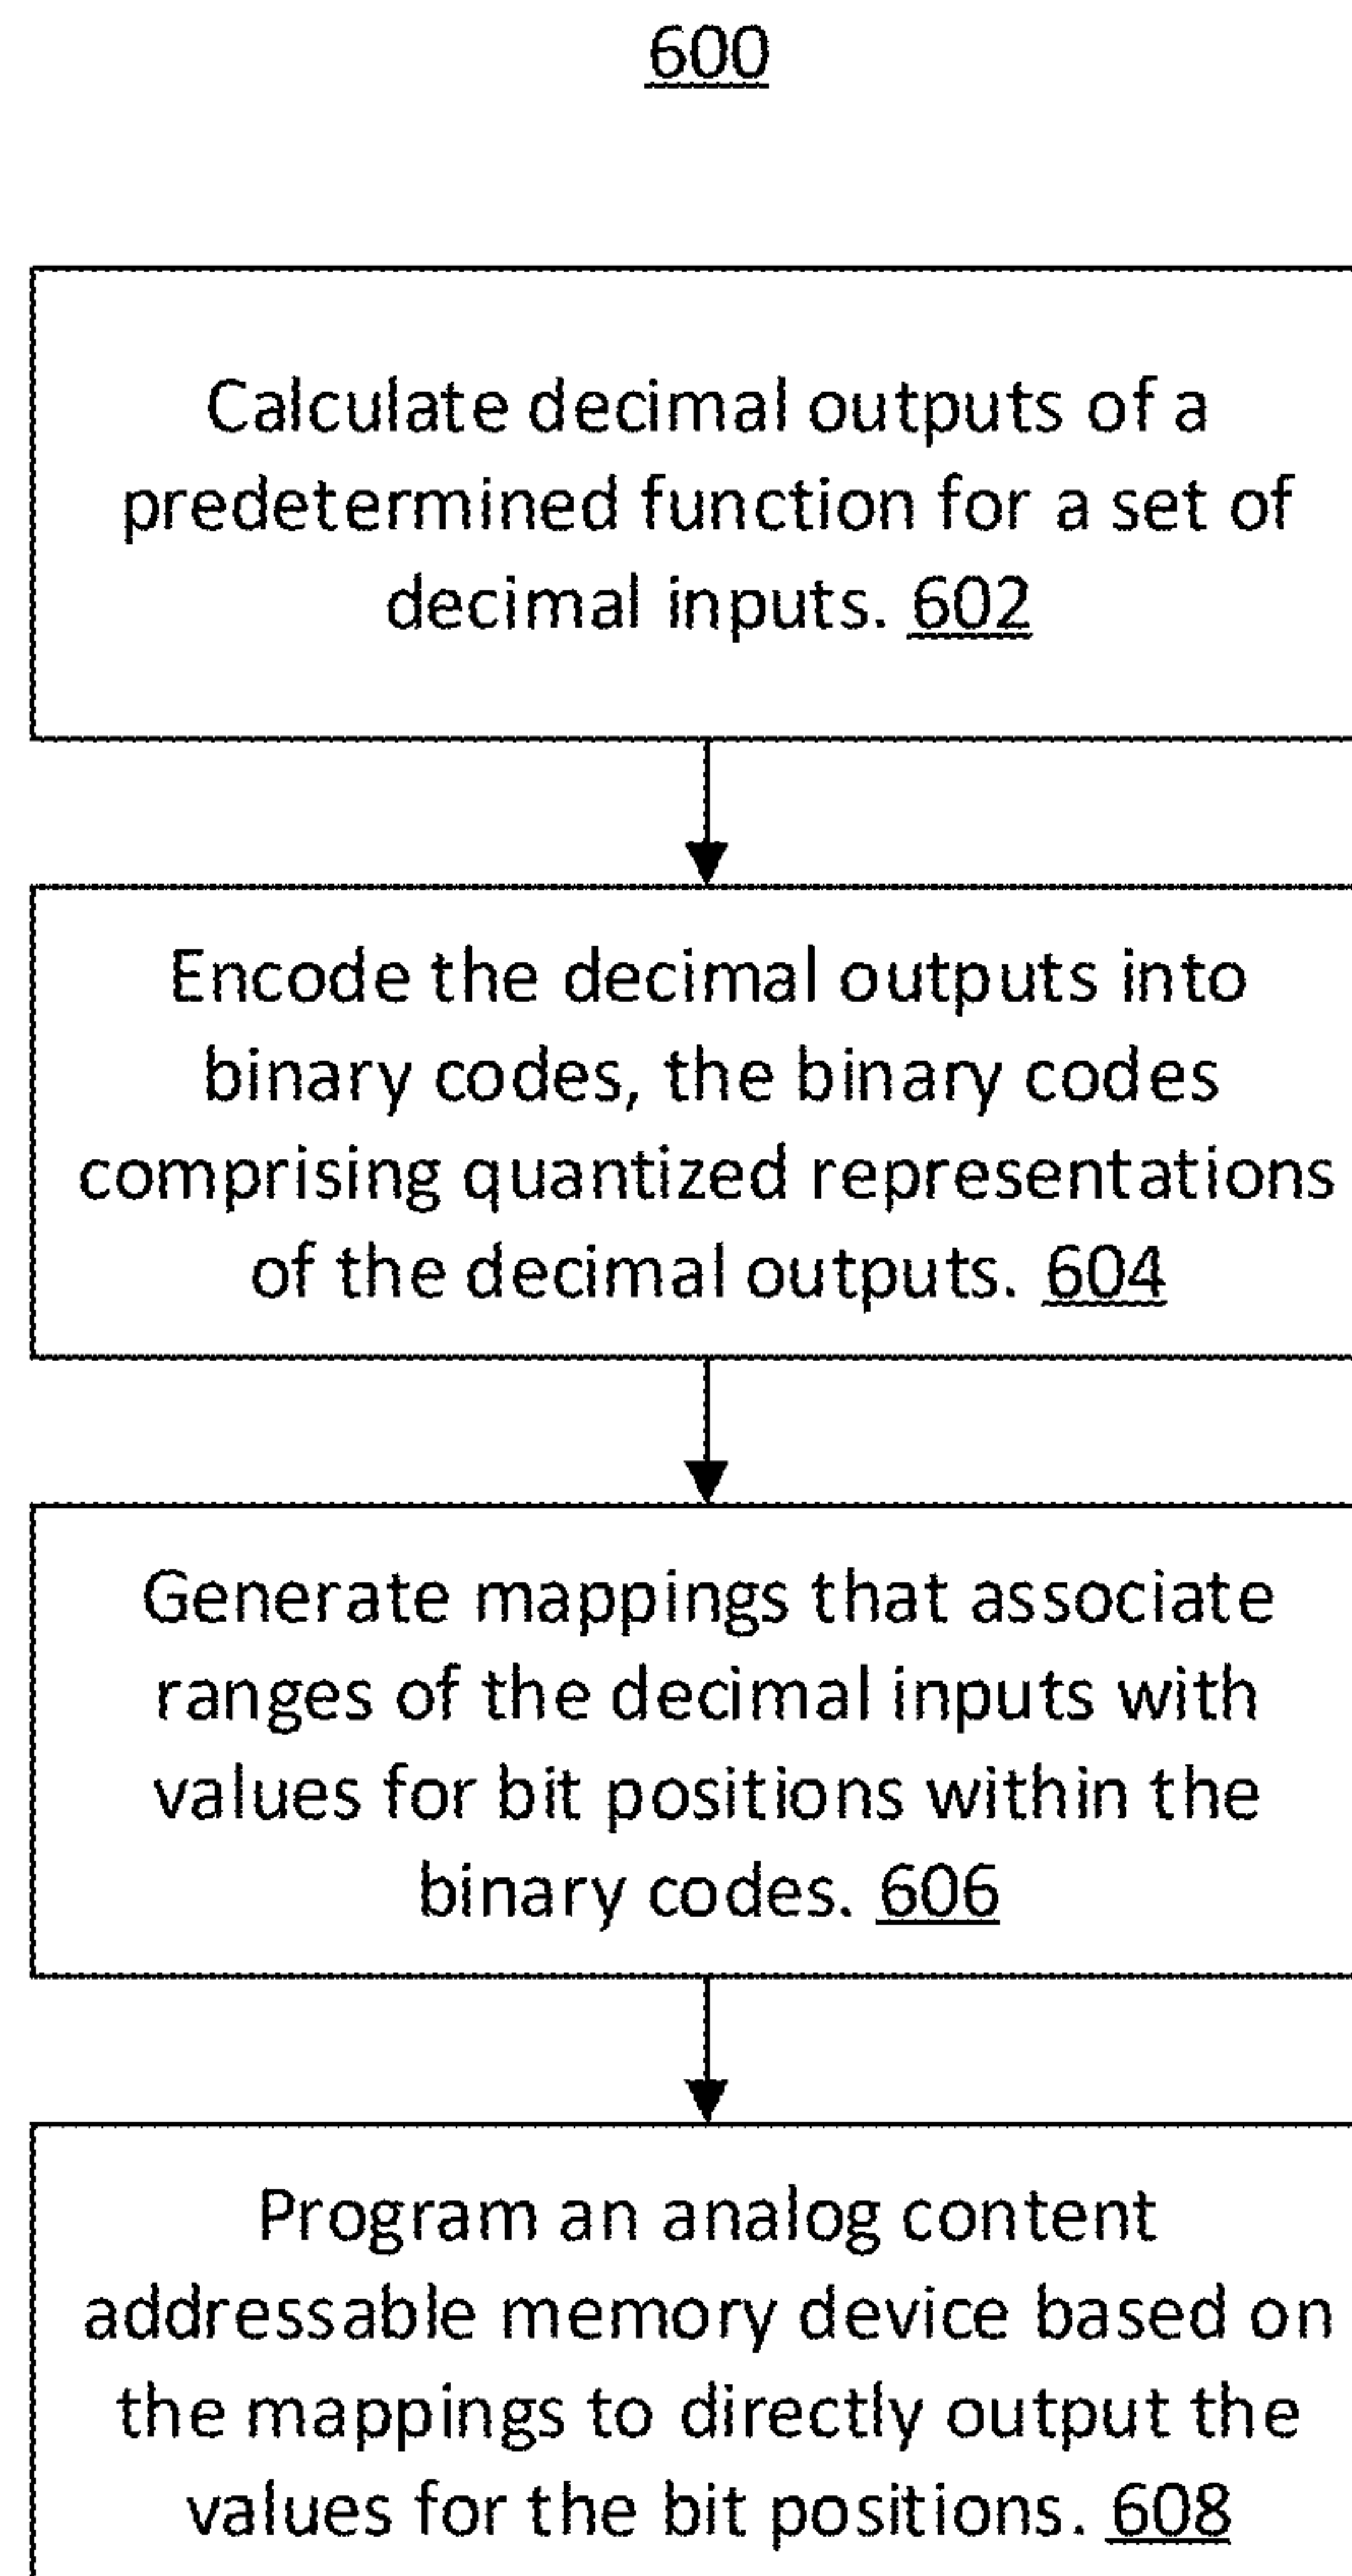 600
Calculate decimal outputs of a
predetermined function for a set of
decimal inputs. 602
Encode the decimal outputs into
binary codes, the binary codes
comprising quantized representations
of the decimal outputs. 604
Generate mappings that associate
ranges of the decimal inputs with
values for bit positions within the
binary codes. 606
Program an analog content
addressable memory device based on
the mappings to directly output the
values for the bit positions. 608